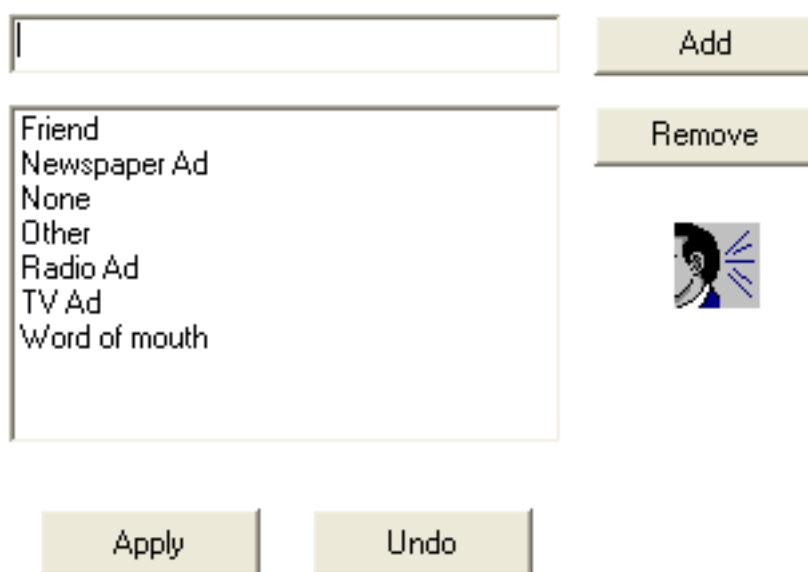 Add
Friend
Newspaper Ad
None
Other
Radio Ad
TV Ad
Word of mouth
Remove
Apply
Undo